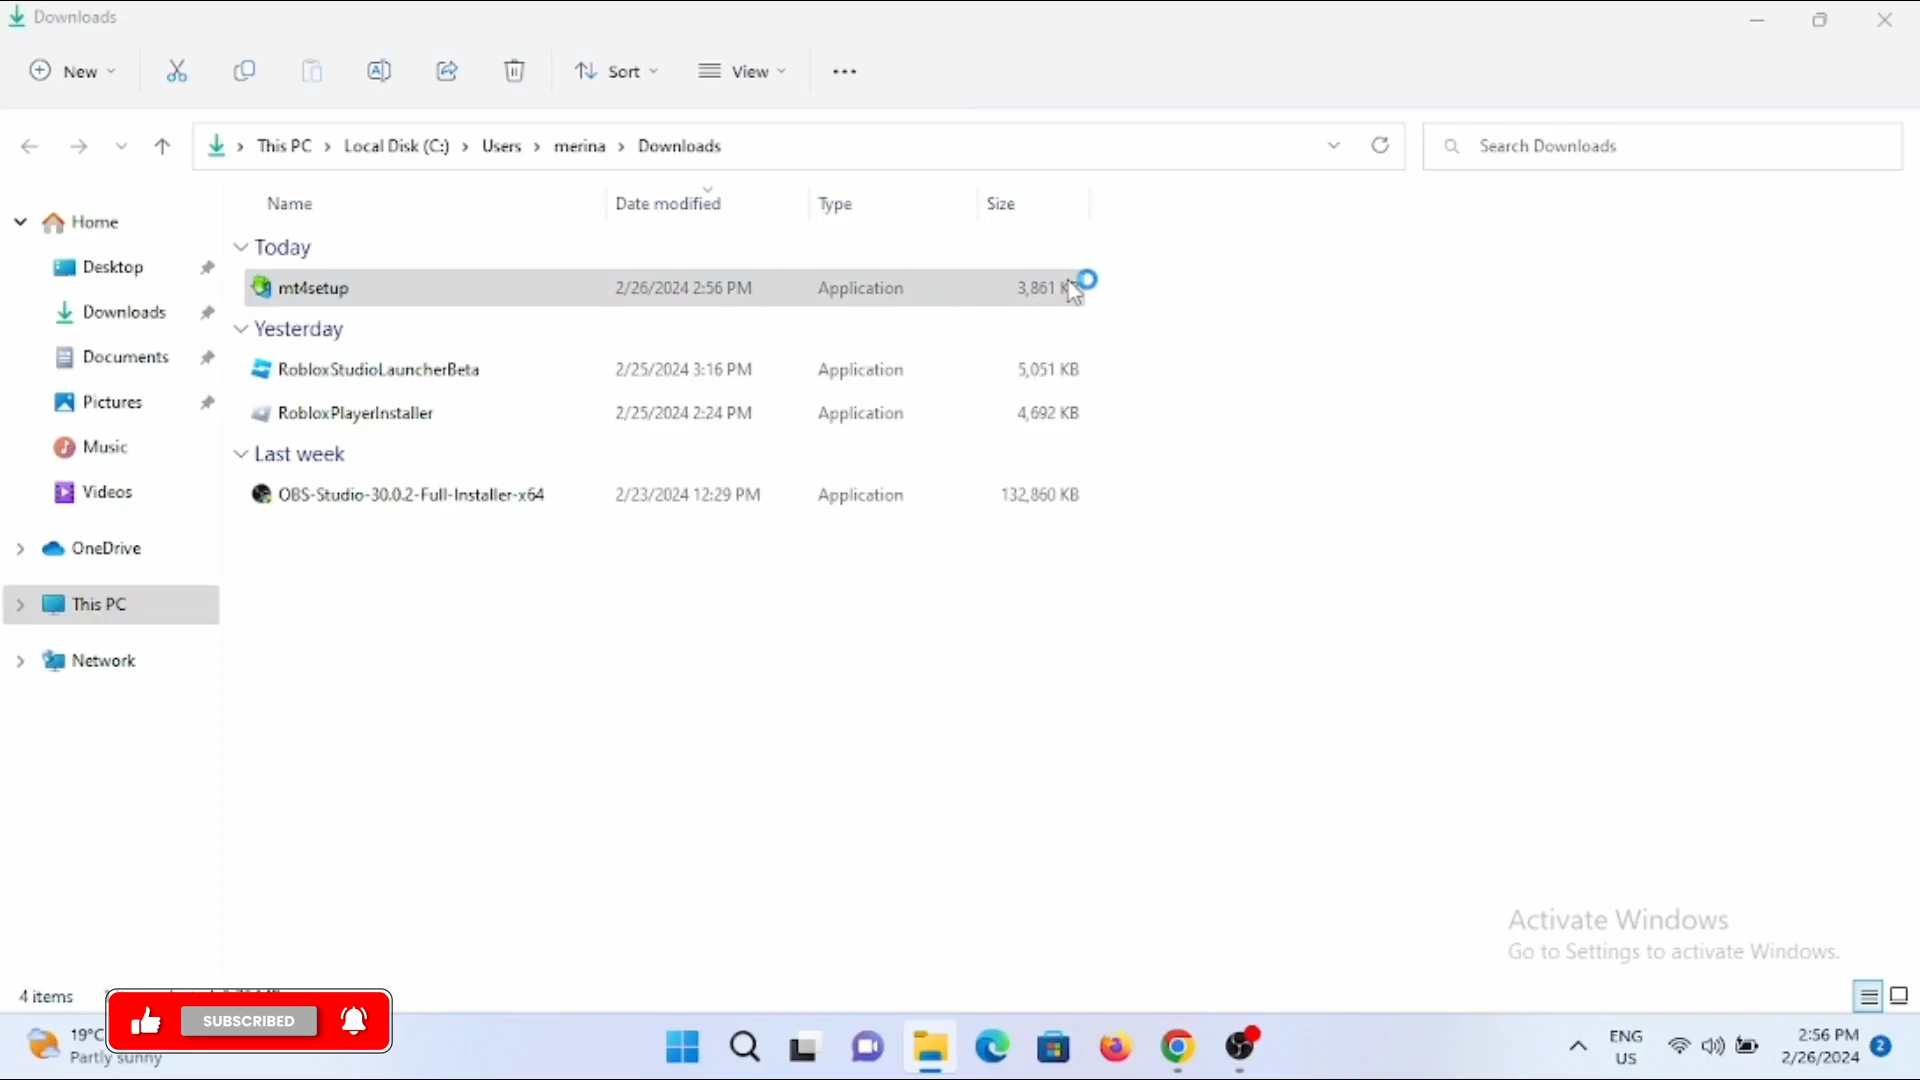 Downloads
New
Sort
View
This PC
Local Disk (C:)
Users
merina
Downloads
Search Downloads
Name
Date modified
Type
Size
Home
Desktop
Downloads
Documents
Pictures
Music
Videos
OneDrive
This PC
Network
Today
mt4setup 2/26/2024 2:56 PM Application 3,861
Yesterday
RobloxStudioLauncherBeta 2/25/2024 3:16 PM Application 5,051 KB
RobloxPlayerInstaller 2/25/2024 2:24 PM Application 4,692 KB
Last week
OBS-Studio-30.0.2-Full-Installer-x64 2/23/2024 12:29 PM Application 132,860 KB
Activate Windows
Go to Settings to activate Windows.
4 items
SUBSCRIBED
19°C
Partly sunny
ENG
US
2:56 PM
2/26/2024
2